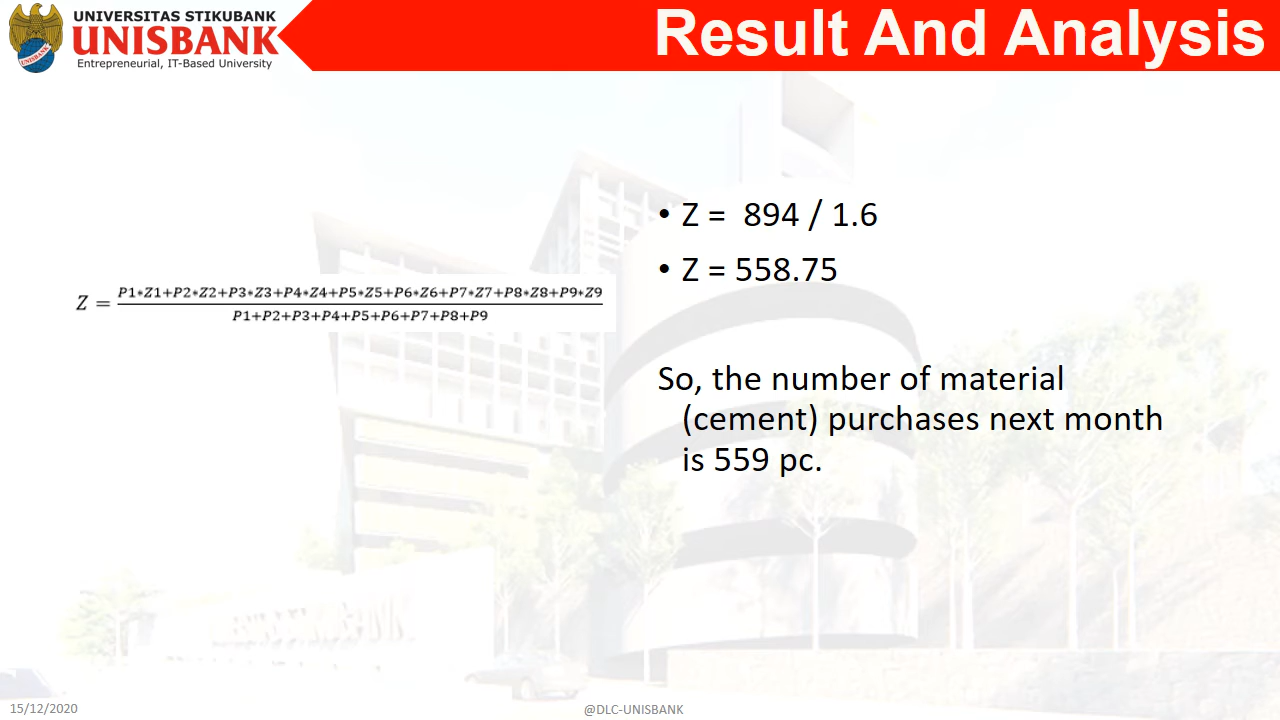 UNIVERSITAS STIKUBANK
UNISBANK
Entrepreneurial, IT-Based University
UNISBANK
Result And Analysis
Z = P1*Z1+P2*Z2+P3*Z3+P4*Z4+P5*Z5+P6*Z6+P7*Z7+P8*Z8+P9*Z9
P1+P2+P3+P4+P5+P6+P7+P8+P9
• Z = 894 / 1.6
• Z = 558.75
So, the number of material
(cement) purchases next month
is 559 pc.
15/12/2020
@DLC-UNISBANK